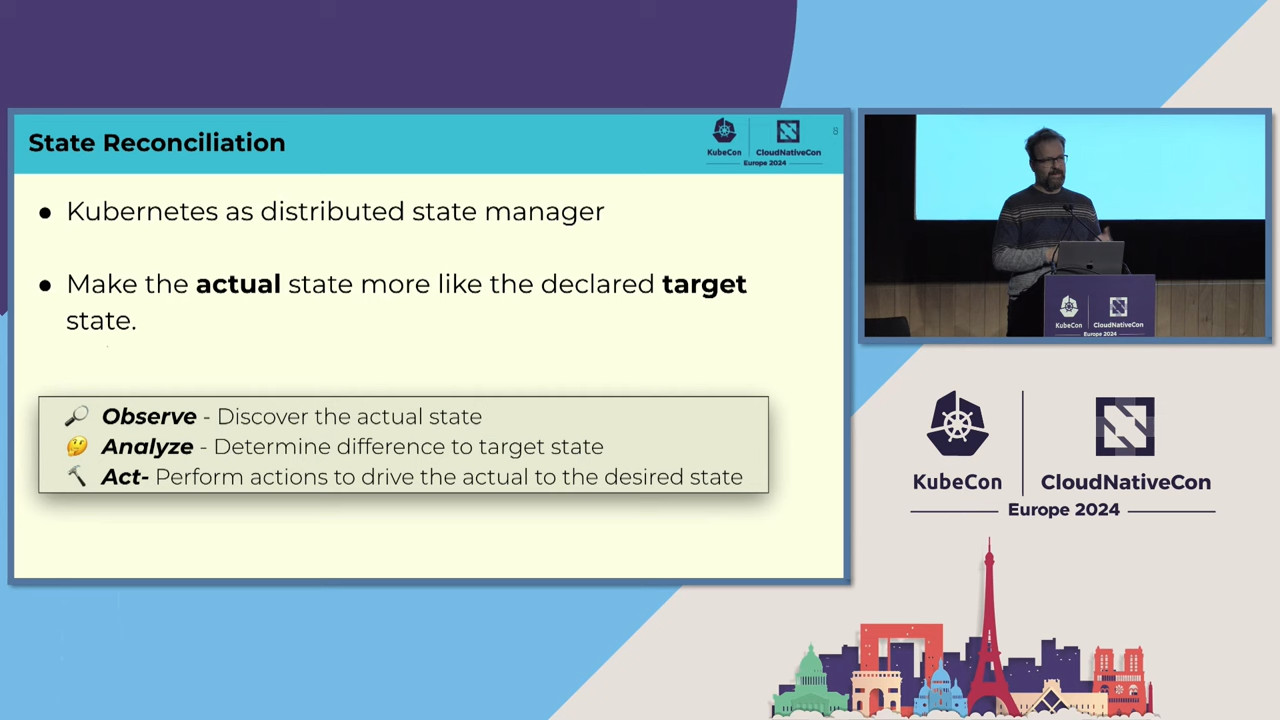 State Reconciliation
KubeCon
CloudNativeCon
Europe 2024
8
● Kubernetes as distributed state manager
● Make the actual state more like the declared target
state.
🔎 Observe - Discover the actual state
🤔 Analyze - Determine difference to target state
🔨 Act- Perform actions to drive the actual to the desired state
KubeCon
CloudNativeCon
Europe 2024
KubeCon
CloudNativeCon
Europe 2024